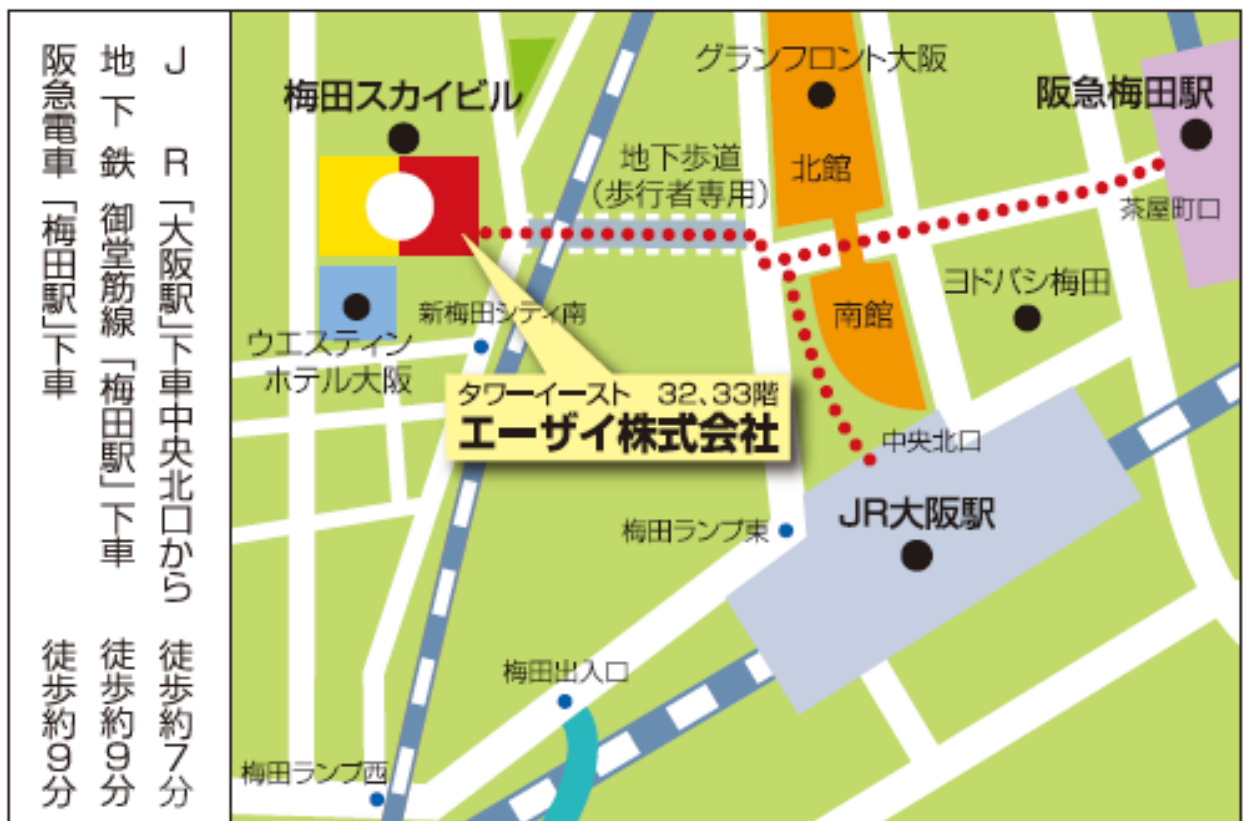 JR「大阪駅」下車中央北口から 徒歩約7分
地下鉄 御堂筋線「梅田駅」下車 徒歩約9分
阪急電車「梅田駅」下車 徒歩約9分
グランフロント大阪
梅田スカイビル
阪急梅田駅
地下歩道
(歩行者専用)
北館
茶屋町口
ヨドバシ梅田
新梅田シティ南
南館
ウエスティン
ホテル大阪
タワーイースト 32、33階
エーザイ株式会社
中央北口
JR大阪駅
梅田ランプ東
梅田出入口
梅田ランプ西